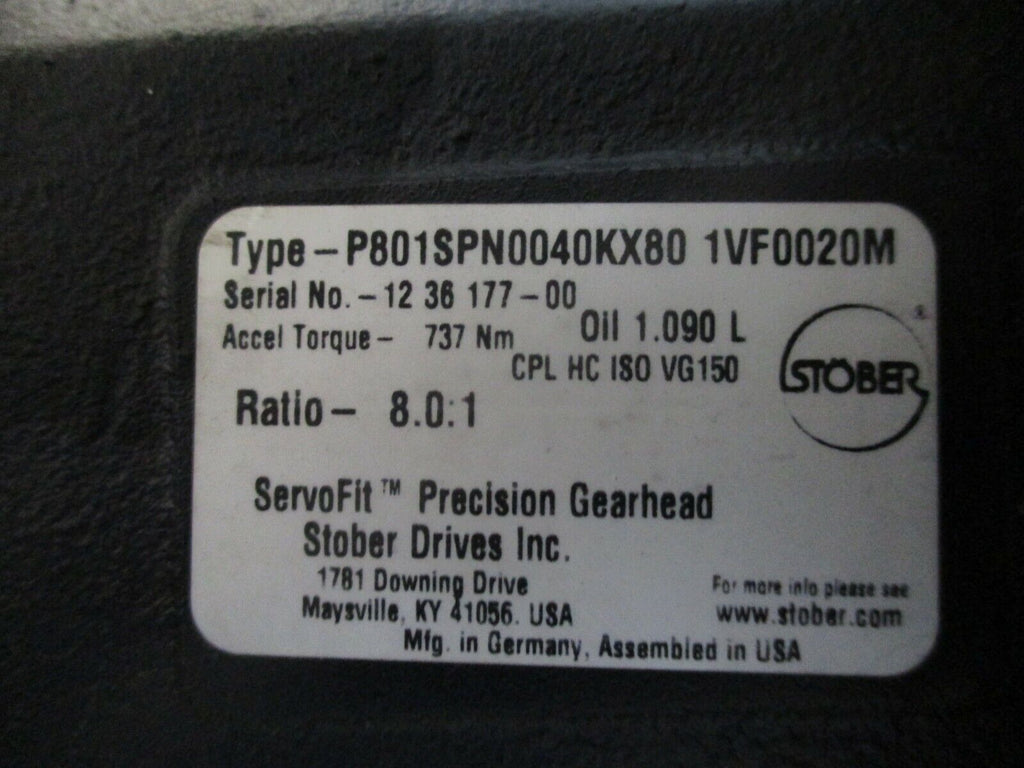 Type – P801SPN0040KX80 1VF0020M
Serial No. – 12 36 177 – 00
Accel Torque – 737 Nm Oil 1.090 L
CPL HC ISO VG150
STÖBER ®
Ratio – 8.0:1
ServoFit™ Precision Gearhead
Stober Drives Inc.
1781 Downing Drive
Maysville, KY 41056. USA
For more info please see
www.stober.com
Mfg. in Germany, Assembled in USA